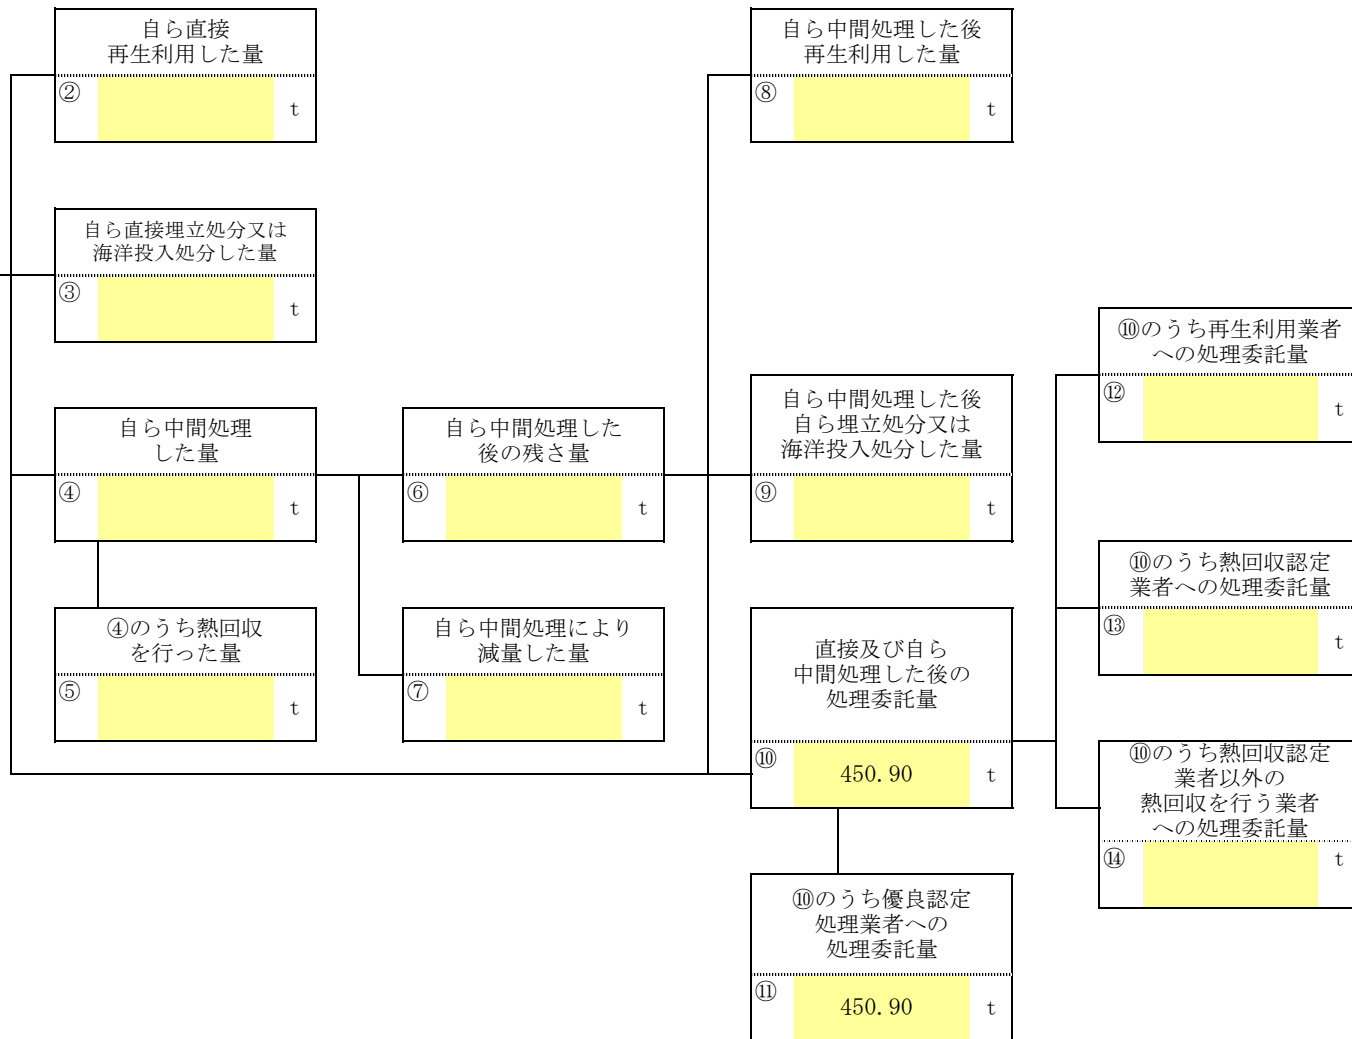 自ら直接
再生利用した量
②
t
自ら直接埋立処分又は
海洋投入処分した量
③
t
自ら中間処理
した量
④
t
④のうち熱回収
を行った量
⑤
t
自ら中間処理した
後の残さ量
⑥
t
自ら中間処理により
減量した量
⑦
t
自ら中間処理した後
再生利用した量
⑧
t
自ら中間処理した後
自ら埋立処分又は
海洋投入処分した量
⑨
t
直接及び自ら
中間処理した後の
処理委託量
⑩ 450.90 t
⑩のうち優良認定
処理業者への
処理委託量
⑪ 450.90 t
⑩のうち再生利用業者
への処理委託量
⑫
t
⑩のうち熱回収認定
業者への処理委託量
⑬
t
⑩のうち熱回収認定
業者以外の
熱回収を行う業者
への処理委託量
⑭
t